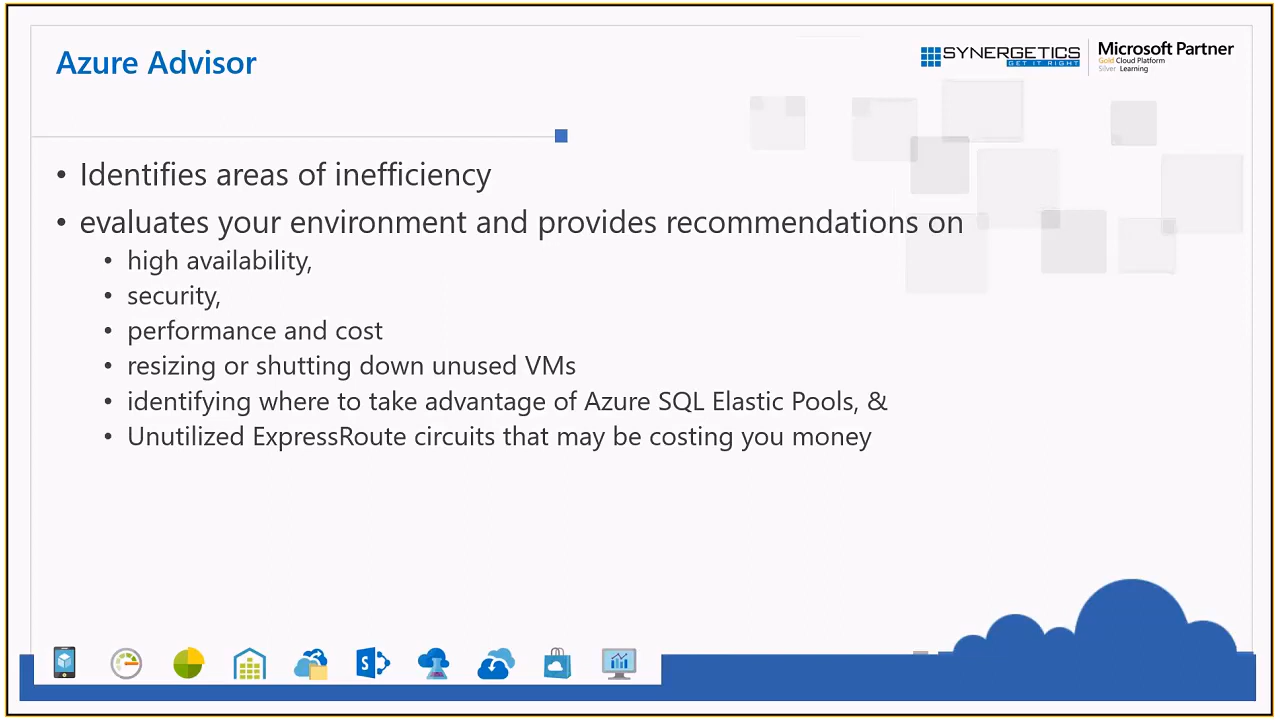 Azure Advisor
SYNERGETICS
GET IT RIGHT
Microsoft Partner
Gold Cloud Platform
Silver Learning
• Identifies areas of inefficiency
• evaluates your environment and provides recommendations on
• high availability,
• security,
• performance and cost
• resizing or shutting down unused VMs
• identifying where to take advantage of Azure SQL Elastic Pools, &
• Unutilized ExpressRoute circuits that may be costing you money
S